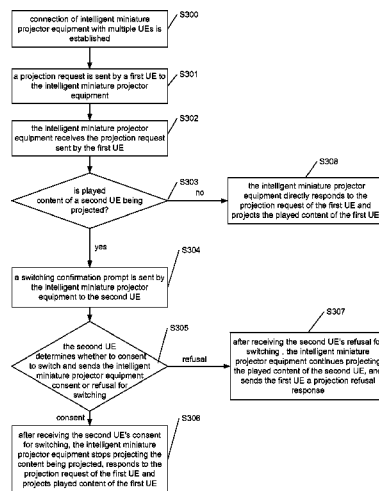 connection of intelligent miniature
projector equipment with multiple UEs is
established
S300
a projection request is sent by a first UE to
the intelligent miniature projector
equipment
S301
the intelligent miniature projector
equipment receives the projection request
sent by the first UE
S302
is played
content of a second UE being
projected?
S303
no
the intelligent miniature projector
equipment directly responds to the
projection request of the first UE and
projects the played content of the first UE
S308
yes
a switching confirmation prompt is sent by
the intelligent miniature projector
equipment to the second UE
S304
the second UE
determines whether to consent
to switch and sends the intelligent
miniature projector equipment
consent or refusal for
switching
S305
refusal
after receiving the second UE's refusal for
switching , the intelligent miniature
projector equipment continues projecting
the played content of the second UE, and
sends the first UE a projection refusal
response
S307
consent
after receiving the second UE's consent
for switching, the intelligent miniature
projector equipment stops projecting the
content being projected, responds to the
projection request of the first UE and
projects played content of the first UE
S306